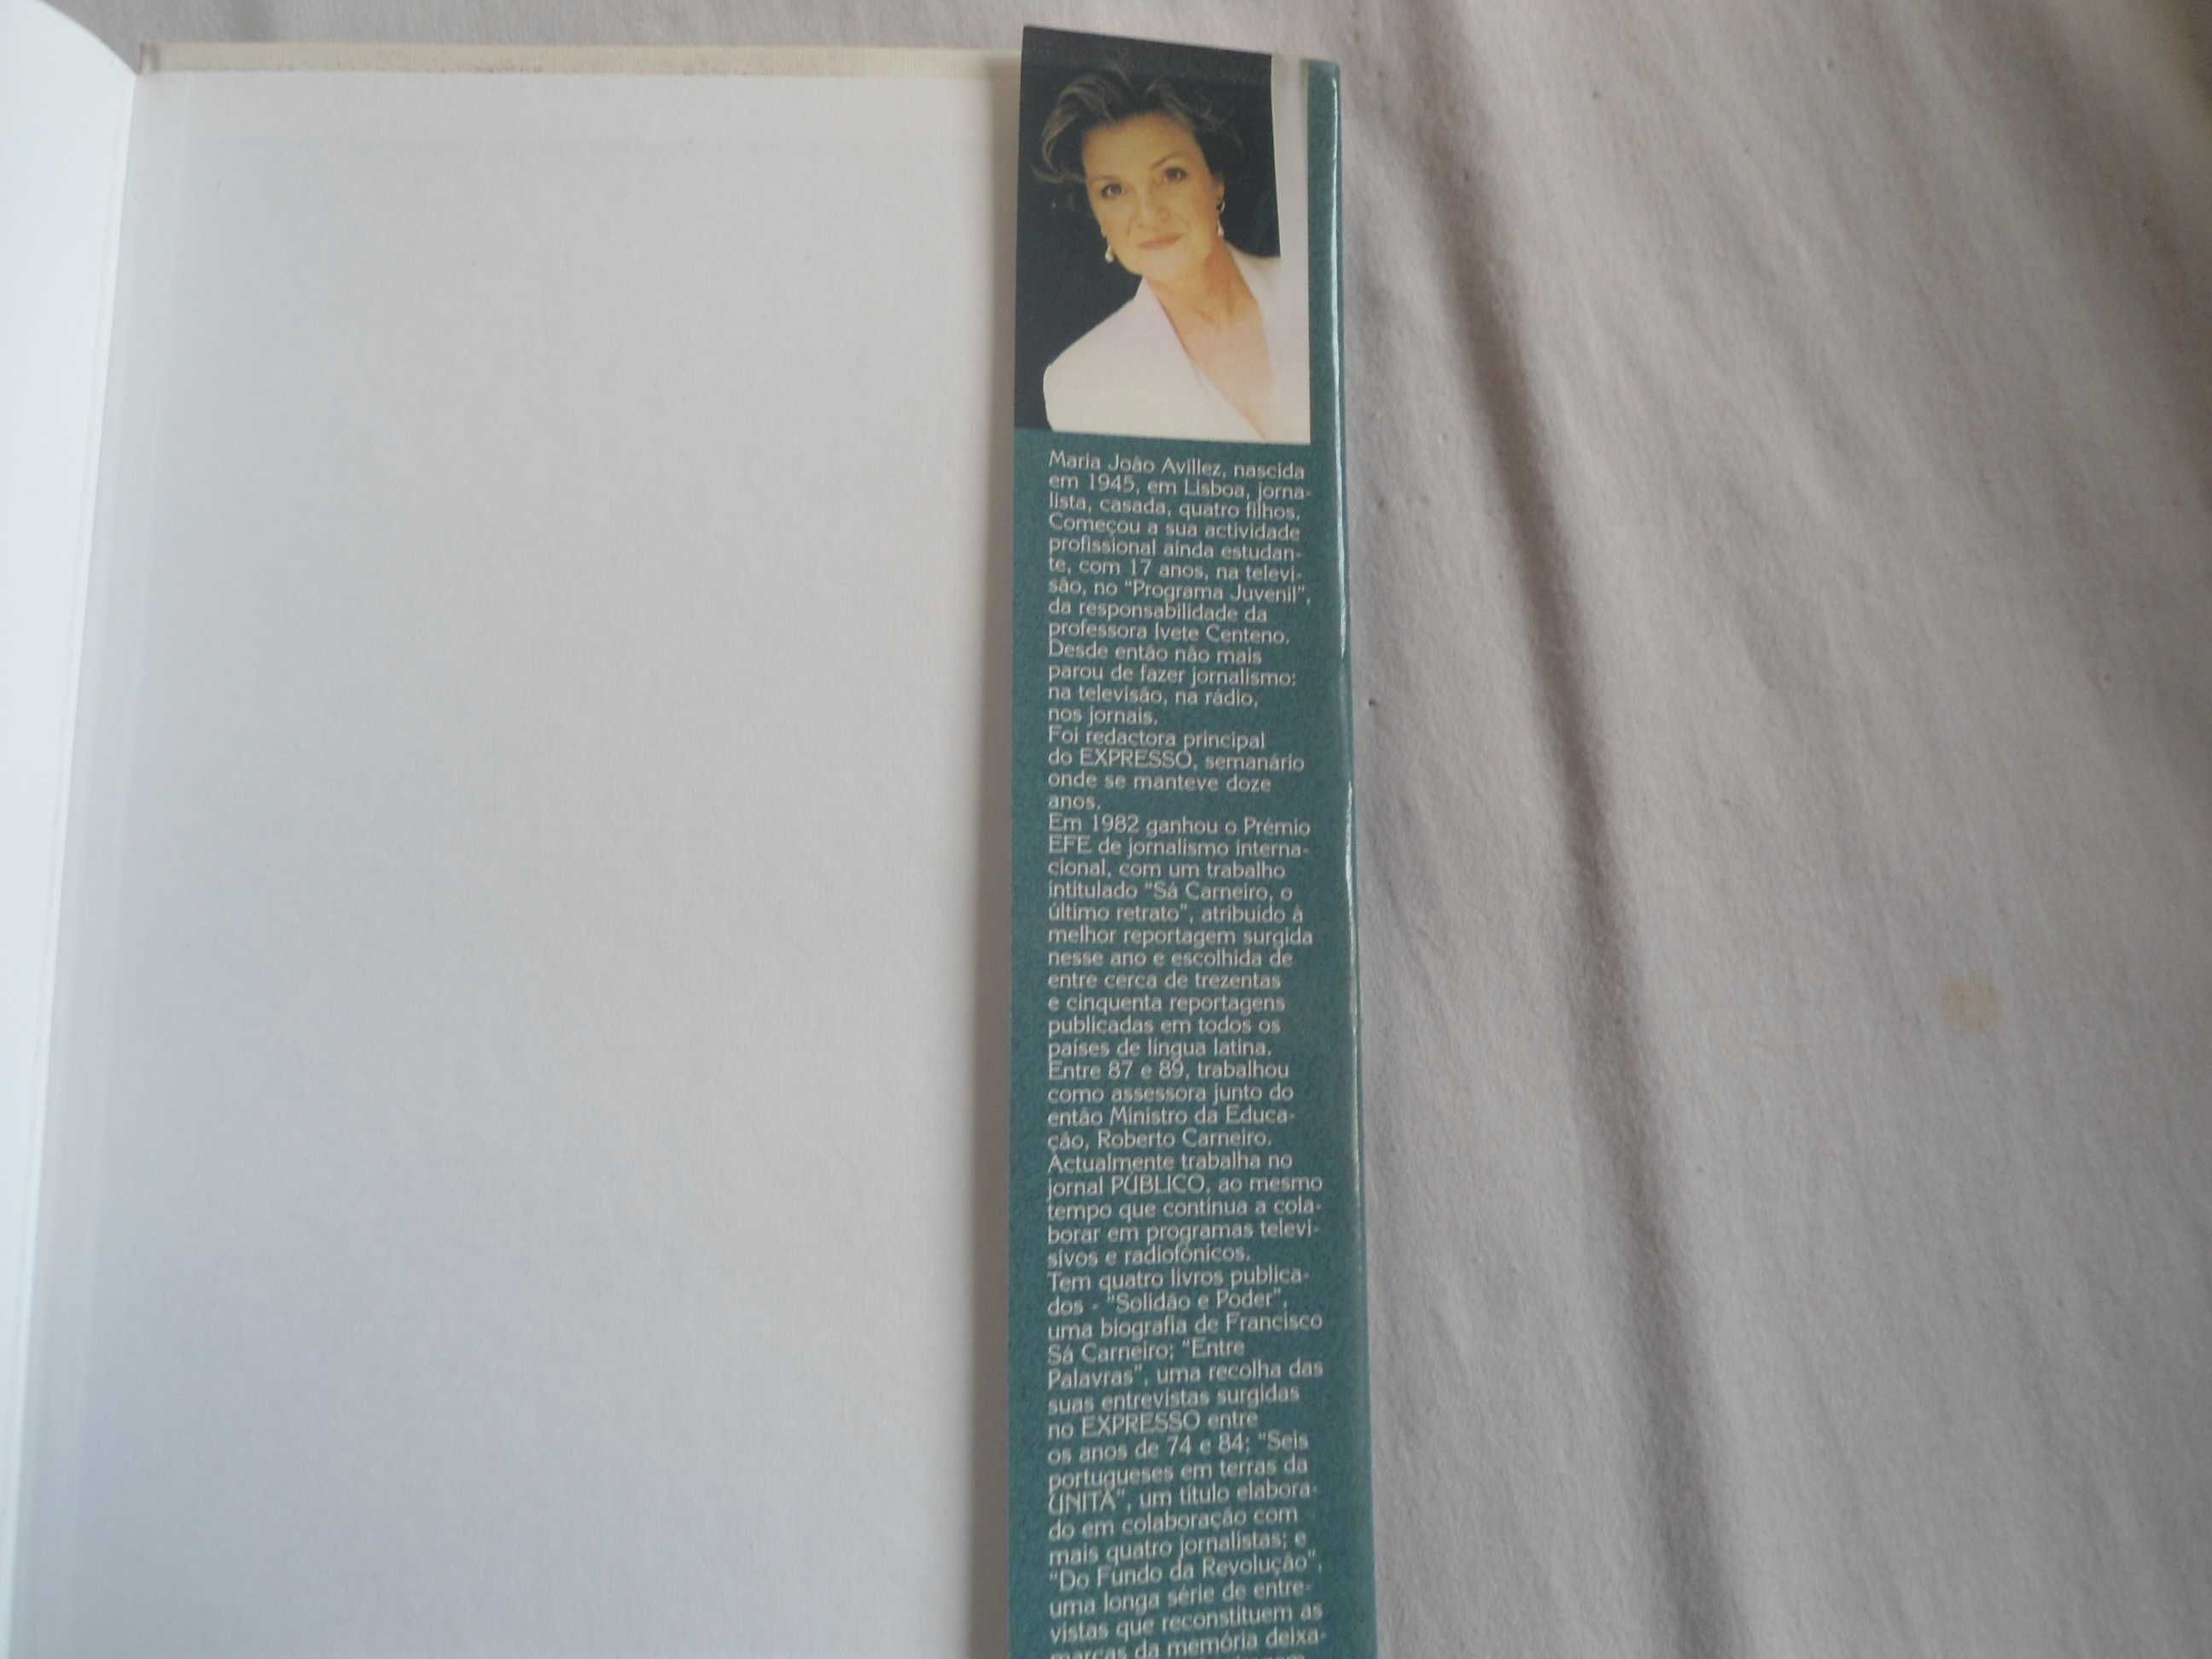 Maria João Avillez, nascida
em 1945, em Lisboa, jorna-
lista, casada, quatro filhos.
Começou a sua actividade
profissional ainda estudan-
te, com 17 anos, na televi-
são, no "Programa Juvenil",
da responsabilidade da
professora Ivete Centeno.
Desde então não mais
parou de fazer jornalismo:
na televisão, na rádio,
nos jornais.
Foi redactora principal
do EXPRESSO, semanário
onde se manteve doze
anos.
Em 1982 ganhou o Prémio
EFE de jornalismo interna-
cional, com um trabalho
intitulado "Sá Carneiro, o
último retrato", atribuído à
melhor reportagem surgida
nesse ano e escolhida de
entre cerca de trezentas
e cinquenta reportagens
publicadas em todos os
países de língua latina.
Entre 87 e 89, trabalhou
como assessora junto do
então Ministro da Educa-
ção, Roberto Carneiro.
Actualmente trabalha no
jornal PÚBLICO, ao mesmo
tempo que continua a cola-
borar em programas televi-
sivos e radiofónicos.
Tem quatro livros publica-
dos - "Solidão e Poder",
uma biografia de Francisco
Sá Carneiro; "Entre
Palavras", uma recolha das
suas entrevistas surgidas
no EXPRESSO entre
os anos de 74 e 84; "Seis
portugueses em terras da
UNITA", um título elabora-
do em colaboração com
mais quatro jornalistas; e
"Do Fundo da Revolução",
uma longa série de entre-
vistas que reconstituem as
marcas da memória deixa-